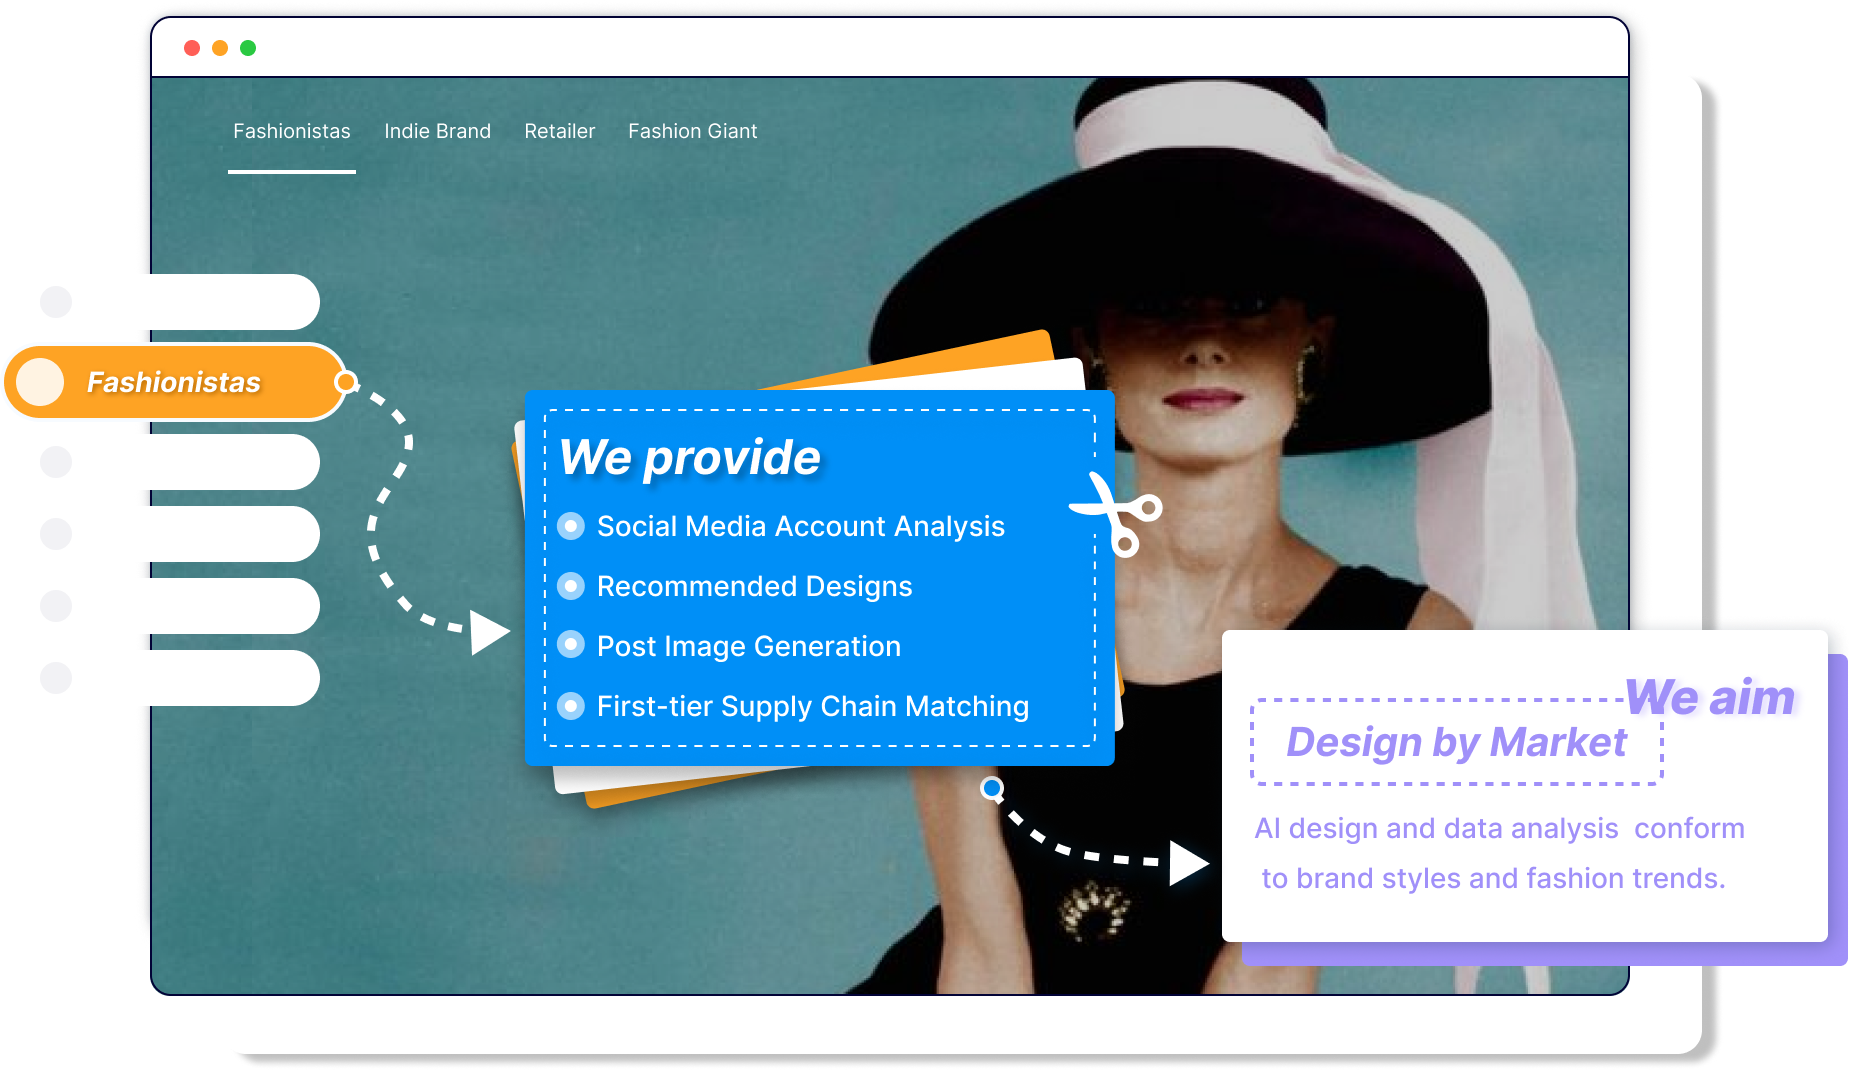 Fashionistas
Indie Brand
Retailer
Fashion Giant
Fashionistas
We provide
Social Media Account Analysis
Recommended Designs
Post Image Generation
First-tier Supply Chain Matching
We aim
Design by Market
AI design and data analysis conform
to brand styles and fashion trends.